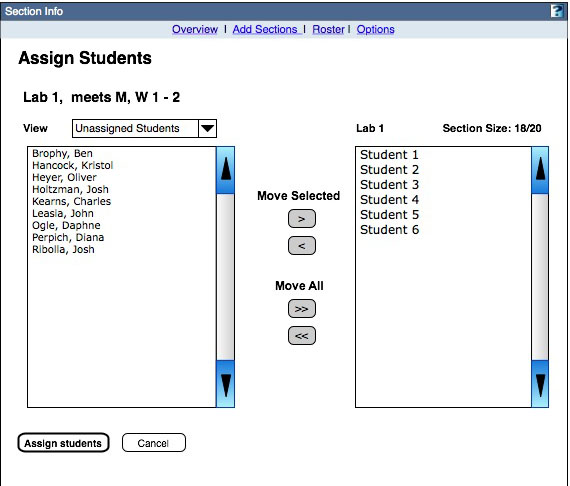 Section Info ?
Overview | Add Sections | Roster | Options
Assign Students
Lab 1, meets M, W 1 - 2
View Unassigned Students Lab 1 Section Size: 18/20
Brophy, Ben
Hancock, Kristol
Heyer, Oliver
Holtzman, Josh
Kearns, Charles
Leasia, John
Ogle, Daphne
Perpich, Diana
Ribolla, Josh
Move Selected
>
<
Move All
>>
<<
Student 1
Student 2
Student 3
Student 4
Student 5
Student 6
Assign students Cancel